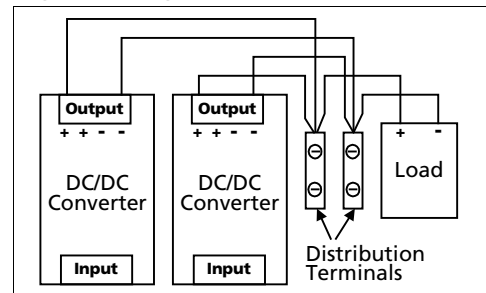 Output
+ + - -
DC/DC
Converter
Input
Output
+ + - -
DC/DC
Converter
Input
+ -
Load
Distribution
Terminals